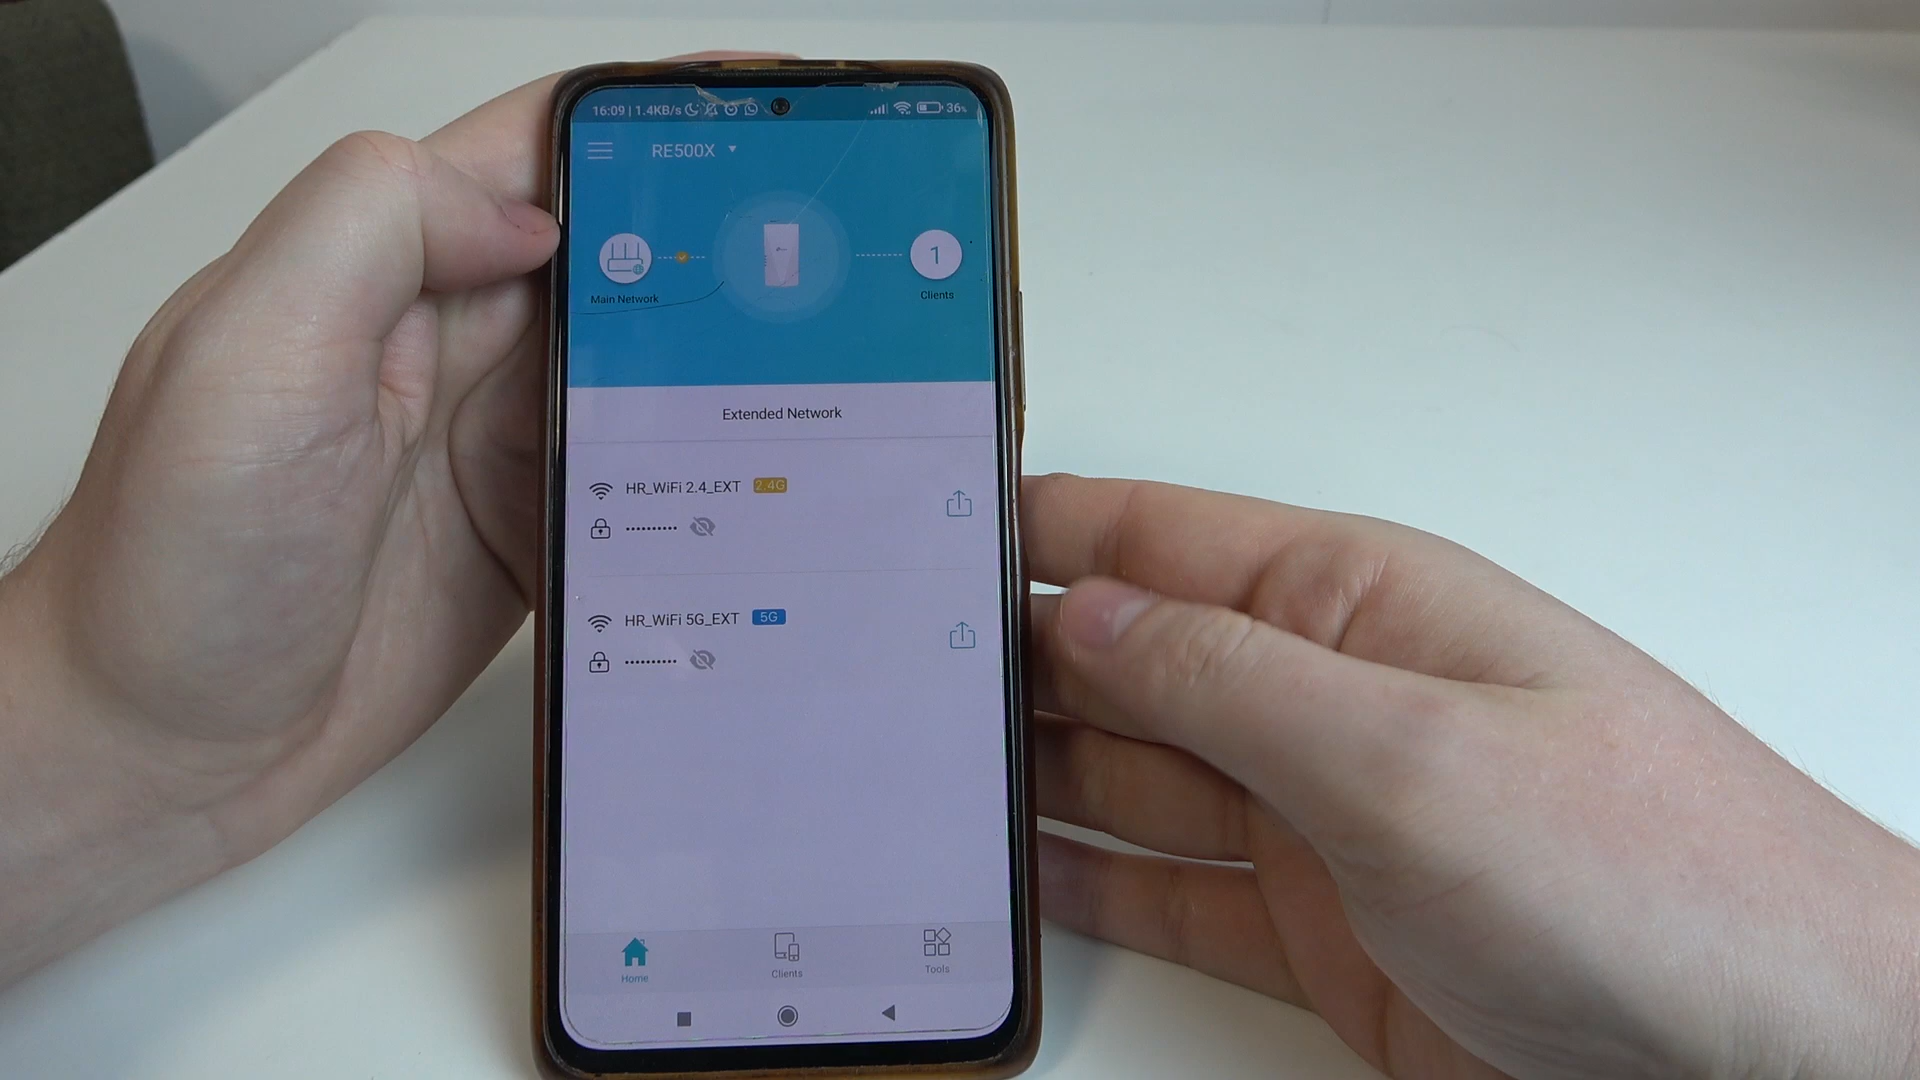 16:09 | 1.4KB/s 36%
RE500X
1
Main Network
Clients
Extended Network
HR_WiFi 2.4_EXT 2.4G
••••••••••
HR_WiFi 5G_EXT 5G
••••••••••
Home
Clients
Tools